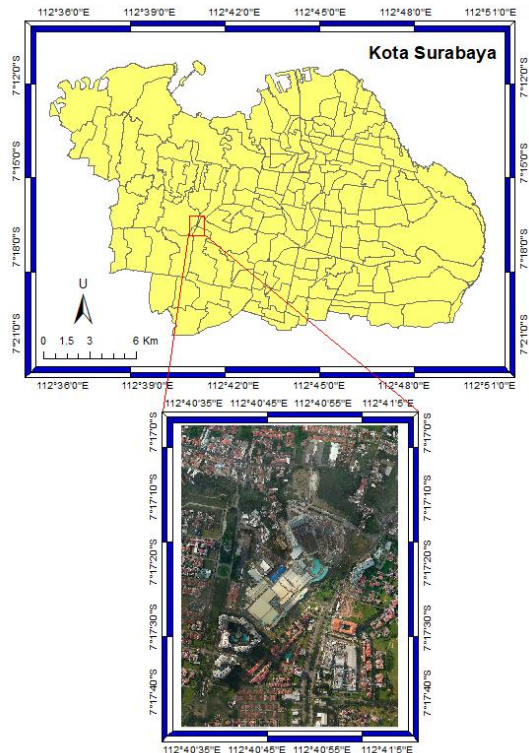 112°36'0"E 112°39'0"E 112°42'0"E 112°45'0"E 112°48'0"E 112°51'0"E
Kota Surabaya
7°12'0"S 7°12'0"S
7°15'0"S 7°15'0"S
7°18'0"S 7°18'0"S
7°21'0"S 7°21'0"S
U
0 1.5 3 6 Km
112°36'0"E 112°39'0"E 112°42'0"E 112°45'0"E 112°48'0"E 112°51'0"E
112°40'35"E 112°40'45"E 112°40'55"E 112°41'5"E
7°17'0"S 7°17'0"S
7°17'10"S 7°17'10"S
7°17'20"S 7°17'20"S
7°17'30"S 7°17'30"S
7°17'40"S 7°17'40"S
112°40'35"E 112°40'45"E 112°40'55"E 112°41'5"E